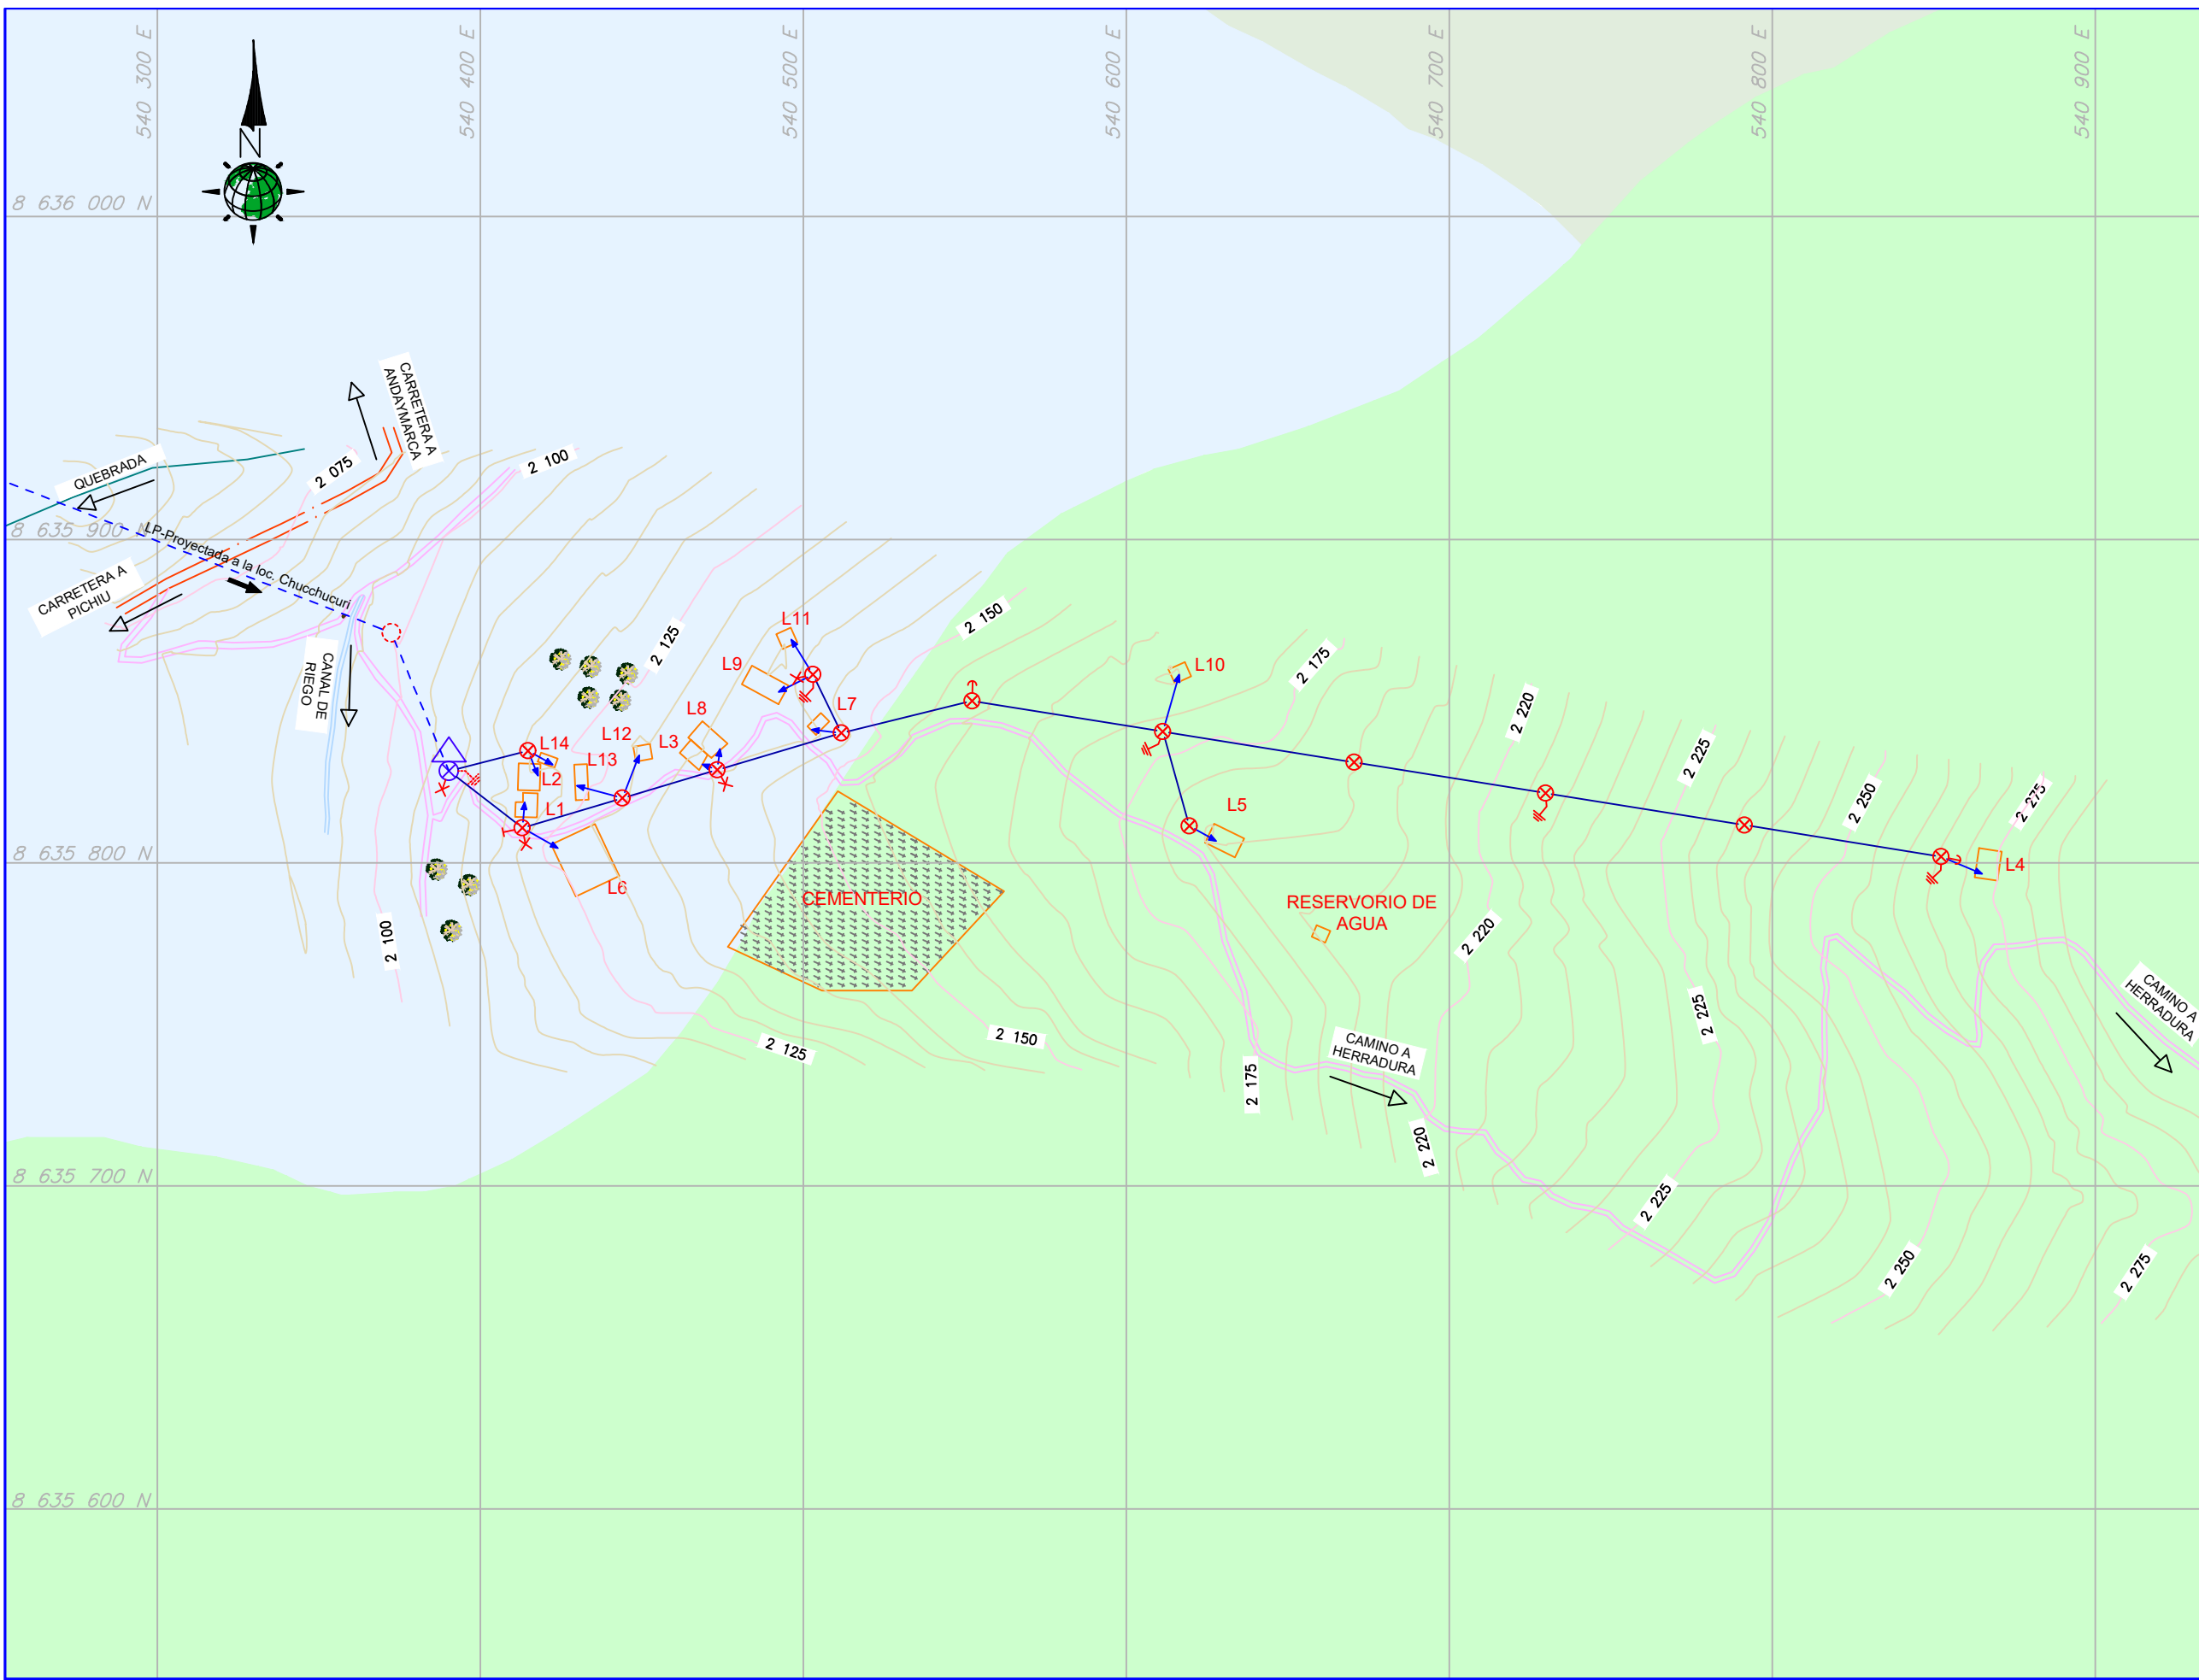 540 300 E
540 400 E
540 500 E
540 600 E
540 700 E
540 800 E
540 900 E
N
8 636 000 N
CARRETERA A
ANDAYMARCA
QUEBRADA
2 075
2 100
8 635 900 N
LP-Proyectada a la loc. Chucchucuri
CARRETERA A
PICHIU
CANAL DE
RIEGO
2 125
L11
2 150
L9
L10
2 175
L7
L8
2 220
L12
L3
L14
L13
2 225
L2
2 250
2 275
L1
L5
8 635 800 N
L6
L4
CEMENTERIO
RESERVORIO DE
AGUA
2 100
2 220
2 225
CAMINO A
HERRADURA
2 125
2 150
CAMINO A
HERRADURA
2 175
2 220
8 635 700 N
2 225
2 250
2 275
8 635 600 N